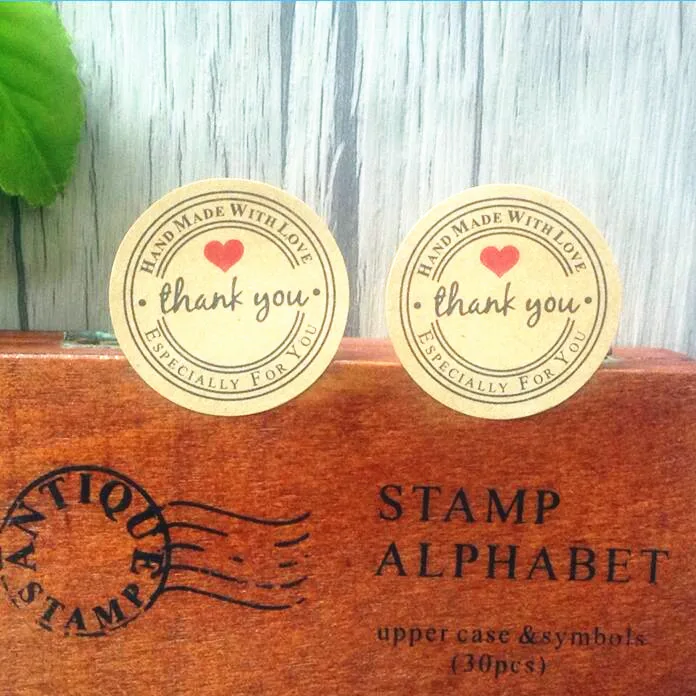 HAND MADE WITH LOVE
thank you
ESPECIALLY FOR YOU
HAND MADE WITH LOVE
thank you
ESPECIALLY FOR YOU
ANTIQUE
STAMP
STAMP
ALPHABET
upper case &symbols
(30pcs)